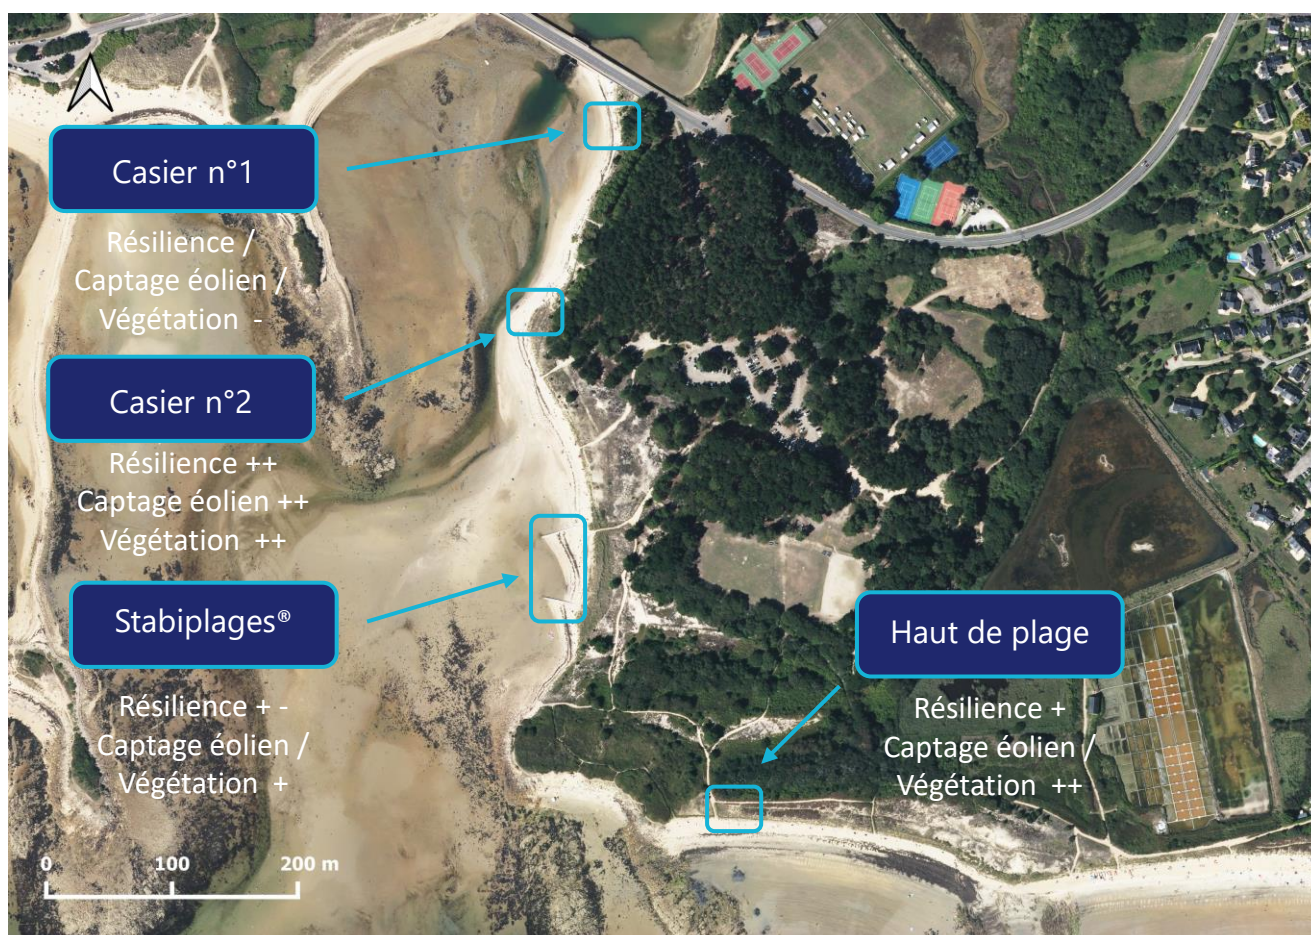 Casier n°1
Résilience /
Captage éolien /
Végétation -
Casier n°2
Résilience ++
Captage éolien ++
Végétation ++
Stabiplages®
Résilience + -
Captage éolien /
Végétation +
Haut de plage
Résilience +
Captage éolien /
Végétation ++
0 100 200 m